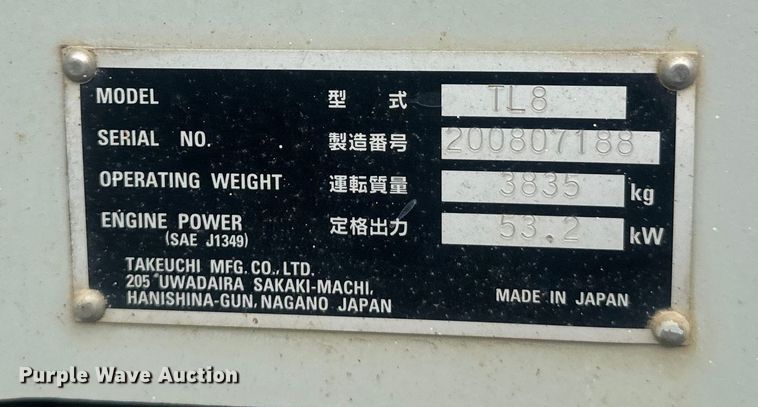 MODEL 型 式 TL8
SERIAL NO. 製造番号 200807188
OPERATING WEIGHT 運転質量 3835 kg
ENGINE POWER 定格出力 53.2 kW
(SAE J1349)
TAKEUCHI MFG. CO., LTD.
205 UWADAIRA SAKAKI-MACHI,
HANISHINA-GUN, NAGANO JAPAN MADE IN JAPAN
Purple Wave Auction